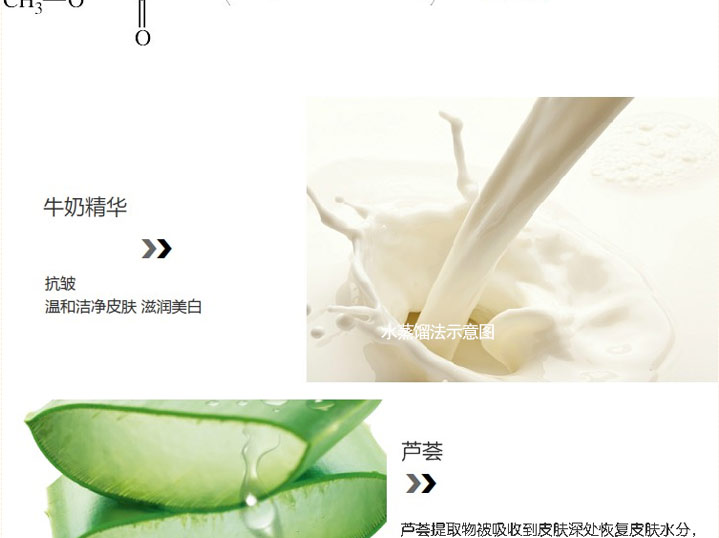 CH₃—O
O
牛奶精华
抗皱
温和洁净皮肤 滋润美白
水蒸馏法示意图
芦荟
芦荟提取物被吸收到皮肤深处恢复皮肤水分，